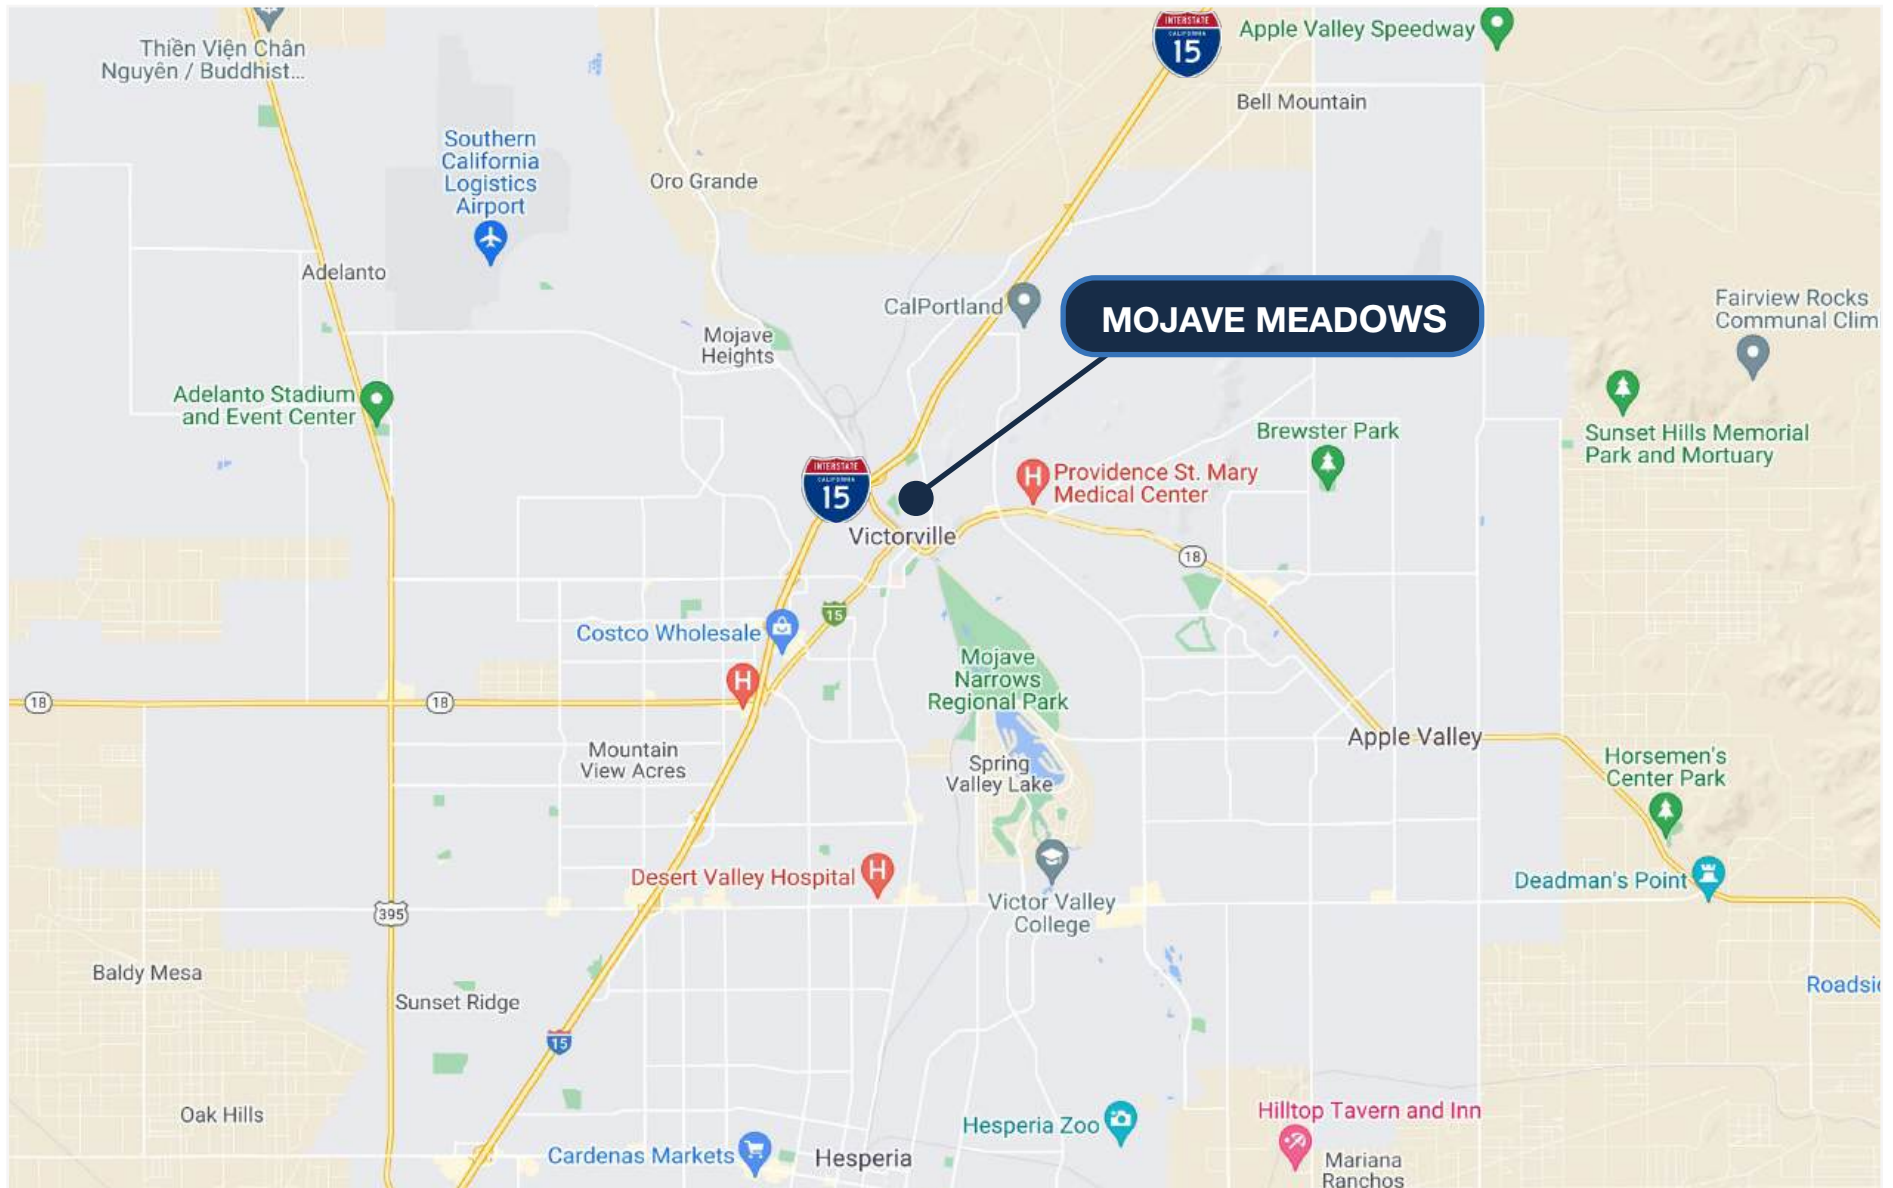 INTERSTATE
CALIFORNIA
15
Apple Valley Speedway
Thiền Viện Chân
Nguyên / Buddhist...
Bell Mountain
Southern
California
Logistics
Airport
Oro Grande
Adelanto
CalPortland
MOJAVE MEADOWS
Fairview Rocks
Communal Clim
Mojave
Heights
Adelanto Stadium
and Event Center
Brewster Park
Sunset Hills Memorial
Park and Mortuary
INTERSTATE
CALIFORNIA
15
Providence St. Mary
Medical Center
H
Victorville
18
15
Costco Wholesale
H
Mojave
Narrows
Regional Park
18
18
Mountain
View Acres
Spring
Valley Lake
Apple Valley
Horsemen's
Center Park
Desert Valley Hospital
H
Deadman's Point
395
Victor Valley
College
Baldy Mesa
Sunset Ridge
Roadsi
15
Oak Hills
Hesperia Zoo
Hilltop Tavern and Inn
Cardenas Markets
Hesperia
Mariana
Ranchos